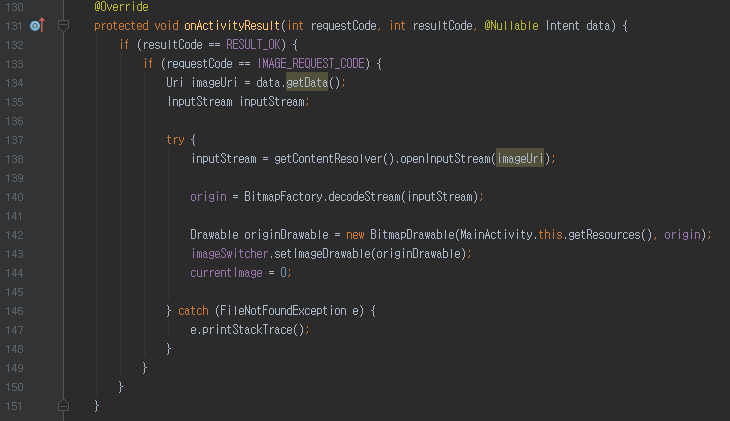 130 @Override
131 protected void onActivityResult(int requestCode, int resultCode, @Nullable Intent data) {
132 if (resultCode == RESULT_OK) {
133 if (requestCode == IMAGE_REQUEST_CODE) {
134 Uri imageUri = data.getData();
135 InputStream inputStream;
136
137 try {
138 inputStream = getContentResolver().openInputStream(imageUri);
139
140 origin = BitmapFactory.decodeStream(inputStream);
141
142 Drawable originDrawable = new BitmapDrawable(MainActivity.this.getResources(), origin);
143 imageSwitcher.setImageDrawable(originDrawable);
144 currentImage = 0;
145
146 } catch (FileNotFoundException e) {
147 e.printStackTrace();
148 }
149 }
150 }
151 }